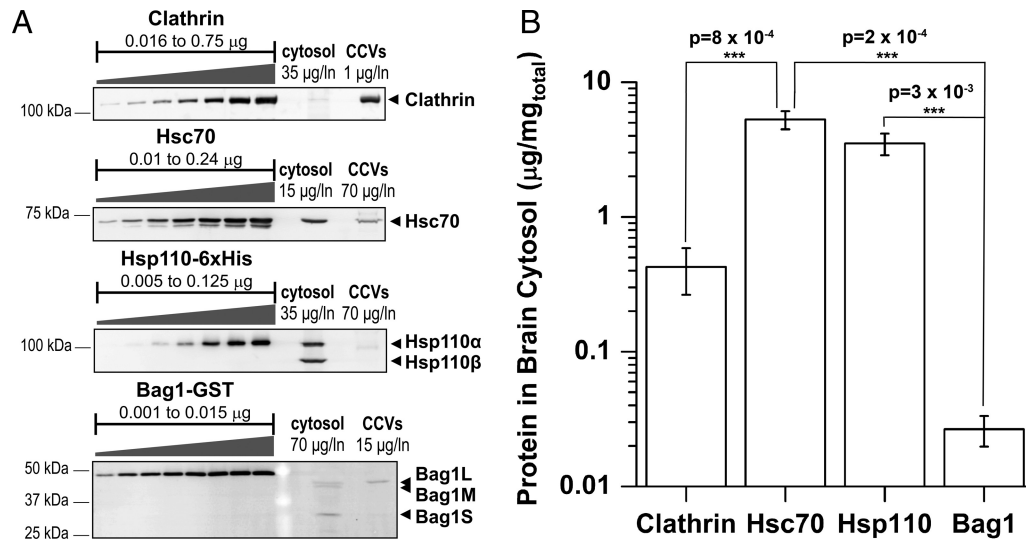 A
Clathrin
0.016 to 0.75 µg
cytosol CCVs
35 µg/ln 1 µg/ln
100 kDa
Clathrin
Hsc70
0.01 to 0.24 µg
cytosol CCVs
15 µg/ln 70 µg/ln
75 kDa
Hsc70
Hsp110-6xHis
0.005 to 0.125 µg
cytosol CCVs
35 µg/ln 70 µg/ln
100 kDa
Hsp110α
Hsp110β
Bag1-GST
0.001 to 0.015 µg
cytosol CCVs
70 µg/ln 15 µg/ln
50 kDa
37 kDa
25 kDa
Bag1L
Bag1M
Bag1S
B
Protein in Brain Cytosol (µg/mgtotal)
10
1
0.1
0.01
p=8 x 10-4
***
p=2 x 10-4
***
p=3 x 10-3
***
Clathrin Hsc70 Hsp110 Bag1